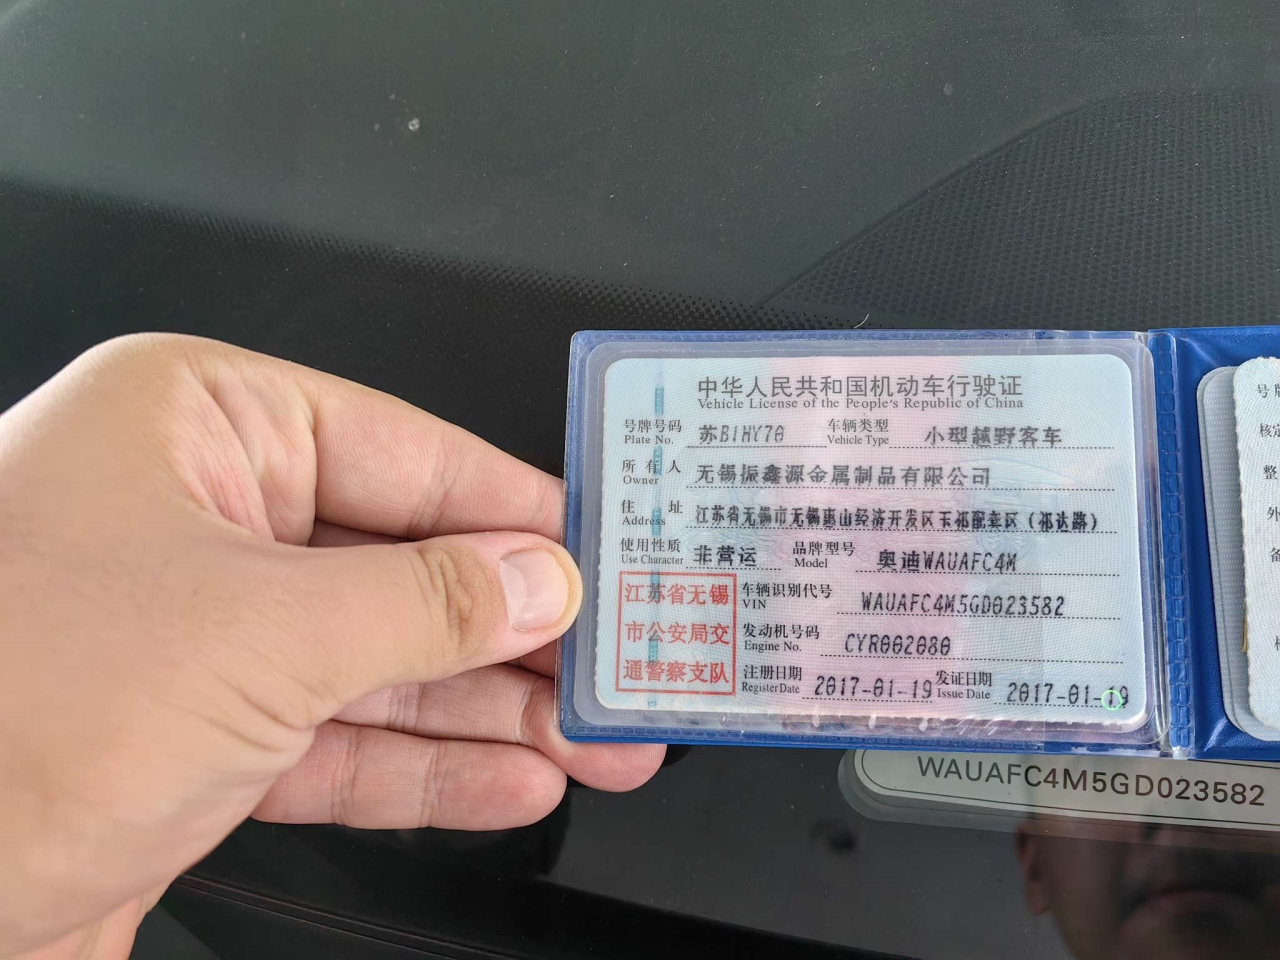 中华人民共和国机动车行驶证
Vehicle License of the People's Republic of China
号牌号码 苏B1HY70 车辆类型 小型越野客车
Plate No. Vehicle Type
所有人 无锡振鑫源金属制品有限公司
Owner
住址 江苏省无锡市无锡惠山经济开发区玉祁配套区（祁达路）
Address
使用性质 非营运 品牌型号 奥迪WAUAFC4M
Use Character Model
江苏省无锡
市公安局交
通警察支队
车辆识别代号 WAUAFC4M5GD023582
VIN
发动机号码 CYR002080
Engine No.
注册日期 2017-01-19 发证日期 2017-01-19
Register Date Issue Date
号牌
核定
整
外
备
WAUAFC4M5GD023582